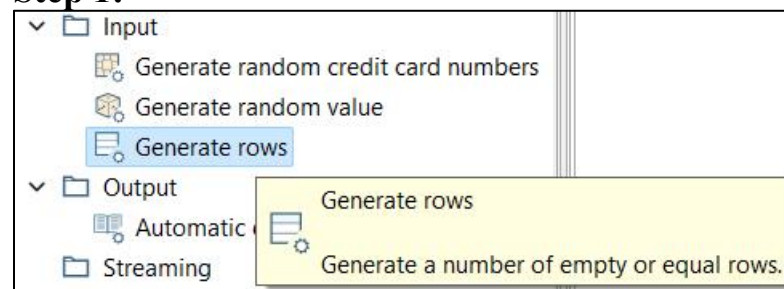 Step 1:
Input
Generate random credit card numbers
Generate random value
Generate rows
Output
Generate rows
Automatic
Streaming
Generate a number of empty or equal rows.